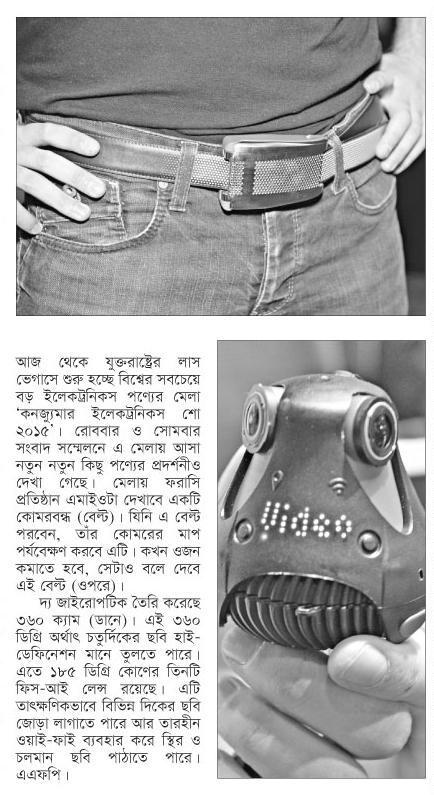 আজ থেকে যুক্তরাষ্ট্রের লাস
ভেগাসে শুরু হচ্ছে বিশ্বের সবচেয়ে
বড় ইলেকট্রনিকস পণ্যের মেলা
‘কনজ্যুমার ইলেকট্রনিকস শো
২০১৫’। রোববার ও সোমবার
সংবাদ সম্মেলনে এ মেলায় আসা
নতুন নতুন কিছু পণ্যের প্রদর্শনীও
দেখা গেছে। মেলায় ফরাসি
প্রতিষ্ঠান এমাইওটা দেখাবে একটি
কোমরবন্ধ (বেল্ট)। যিনি এ বেল্ট
পরবেন, তাঁর কোমরের মাপ
পর্যবেক্ষণ করবে এটি। কখন ওজন
কমাতে হবে, সেটাও বলে দেবে
এই বেল্ট (ওপরে)।
দ্য জাইরোপটিক তৈরি করেছে
৩৬০ ক্যাম (ডানে)। এই ৩৬০
ডিগ্রি অর্থাৎ চতুর্দিকের ছবি হাই-
ডেফিনেশন মানে তুলতে পারে।
এতে ১৮৫ ডিগ্রি কোণের তিনটি
ফিস-আই লেন্স রয়েছে। এটি
তাৎক্ষণিকভাবে বিভিন্ন দিকের ছবি
জোড়া লাগাতে পারে আর তারহীন
ওয়াই-ফাই ব্যবহার করে স্থির ও
চলমান ছবি পাঠাতে পারে।
এএফপি।
Video